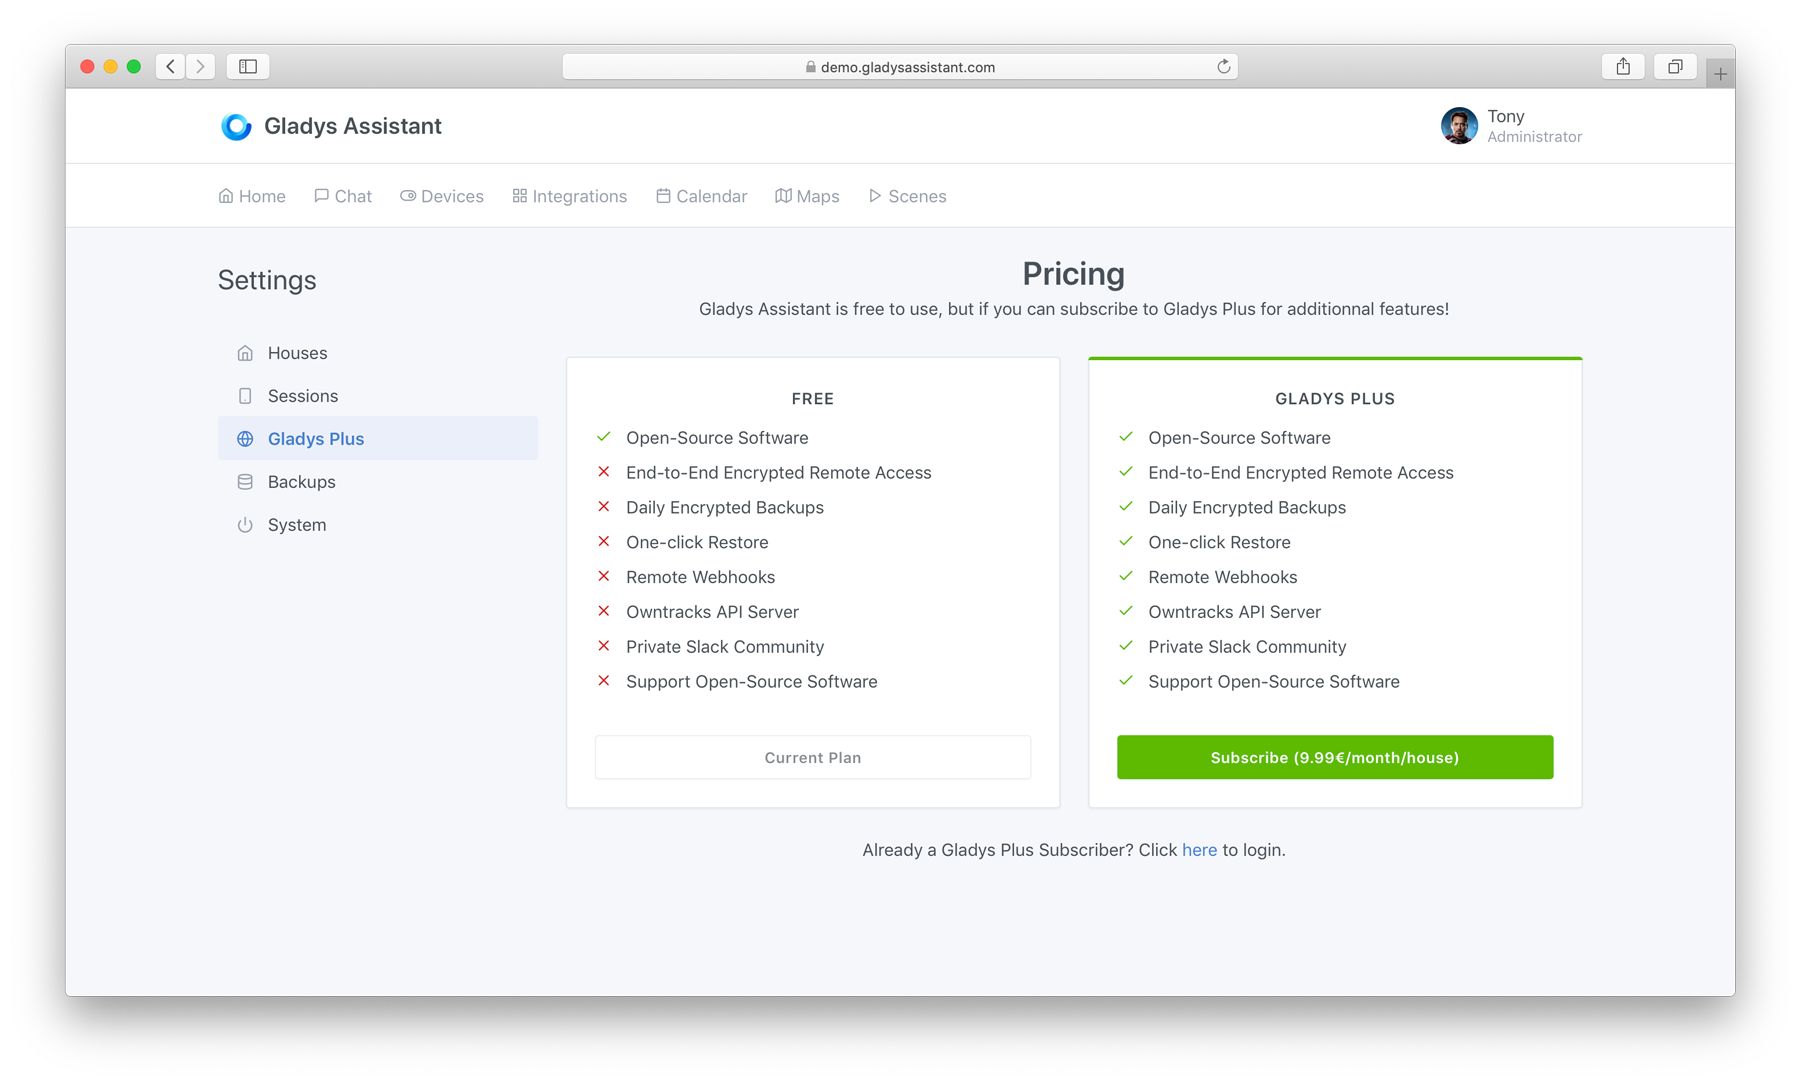 demo.gladysassistant.com
Gladys Assistant
Tony
Administrator
Home Chat Devices Integrations Calendar Maps Scenes
Settings
Houses
Sessions
Gladys Plus
Backups
System
Pricing
Gladys Assistant is free to use, but if you can subscribe to Gladys Plus for additionnal features!
FREE
Open-Source Software
End-to-End Encrypted Remote Access
Daily Encrypted Backups
One-click Restore
Remote Webhooks
Owntracks API Server
Private Slack Community
Support Open-Source Software
Current Plan
GLADYS PLUS
Open-Source Software
End-to-End Encrypted Remote Access
Daily Encrypted Backups
One-click Restore
Remote Webhooks
Owntracks API Server
Private Slack Community
Support Open-Source Software
Subscribe (9.99€/month/house)
Already a Gladys Plus Subscriber? Click here to login.